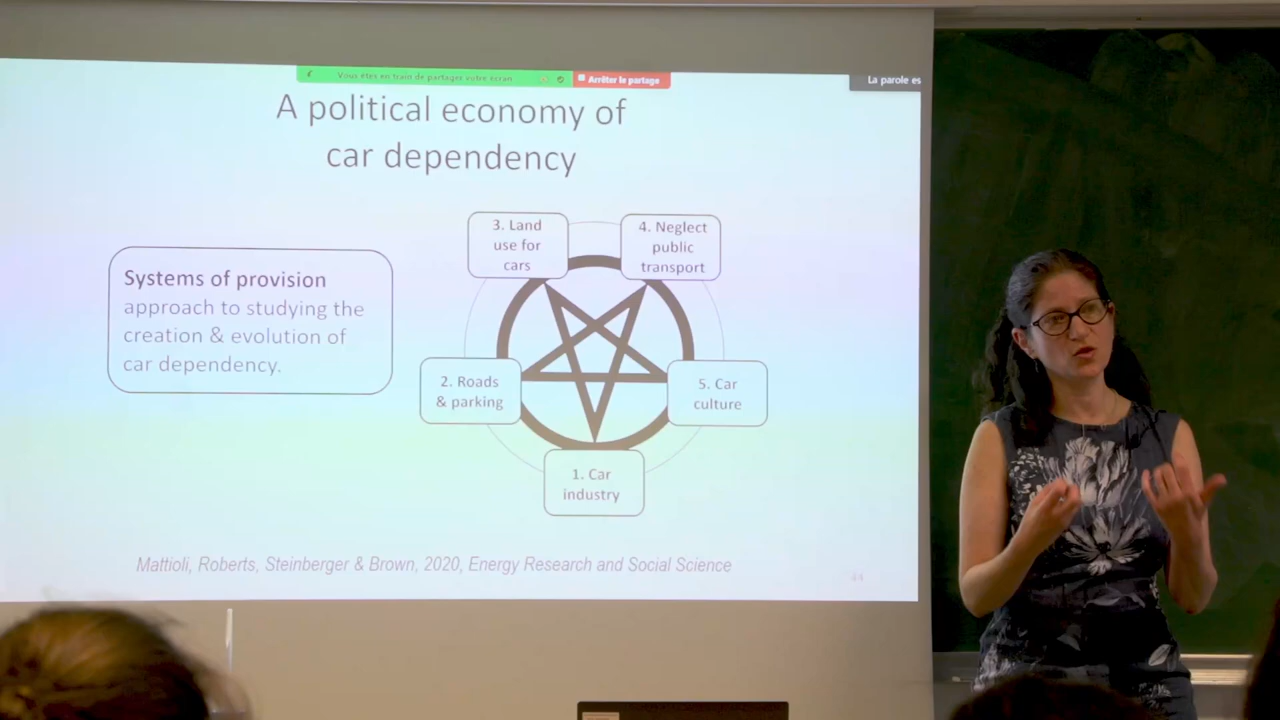 Vous êtes en train de partager votre écran
Arrêter le partage
La parole es
A political economy of
car dependency
Systems of provision
approach to studying the
creation & evolution of
car dependency.
3. Land
use for
cars
4. Neglect
public
transport
2. Roads
& parking
5. Car
culture
1. Car
industry
Mattioli, Roberts, Steinberger & Brown, 2020, Energy Research and Social Science
44